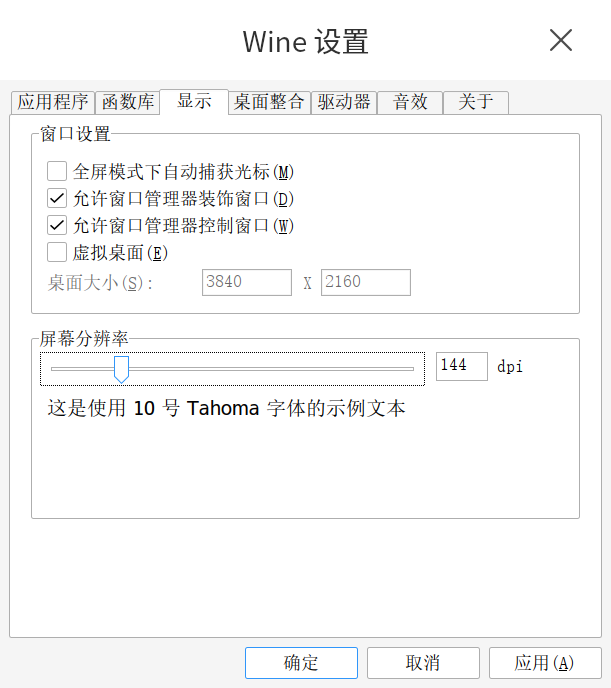 Wine 设置
应用程序 函数库 显示 桌面整合 驱动器 音效 关于
窗口设置
全屏模式下自动捕获光标(M)
允许窗口管理器装饰窗口(D)
允许窗口管理器控制窗口(W)
虚拟桌面(E)
桌面大小(S): 3840 X 2160
屏幕分辨率
144 dpi
这是使用 10 号 Tahoma 字体的示例文本
确定 取消 应用(A)